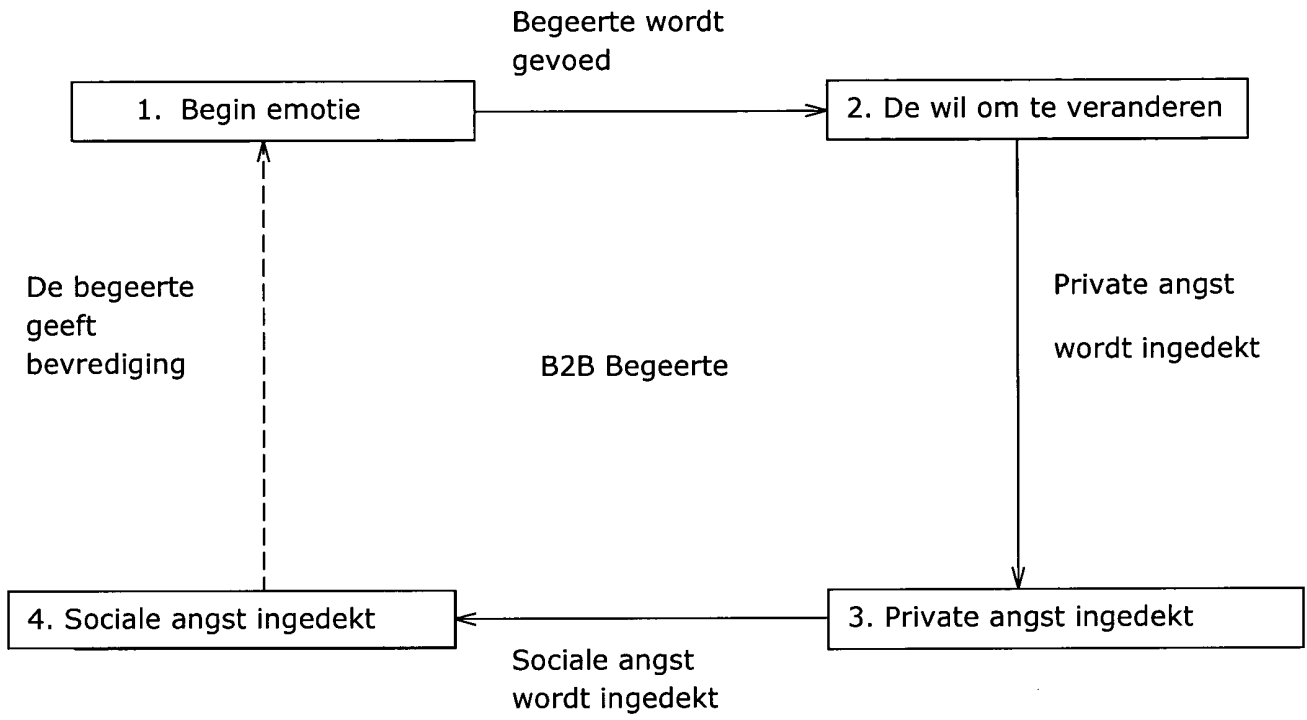 Begeerte wordt
gevoed
1. Begin emotie
2. De wil om te veranderen
De begeerte
geeft
bevrediging
Private angst
wordt ingedekt
B2B Begeerte
4. Sociale angst ingedekt
3. Private angst ingedekt
Sociale angst
wordt ingedekt